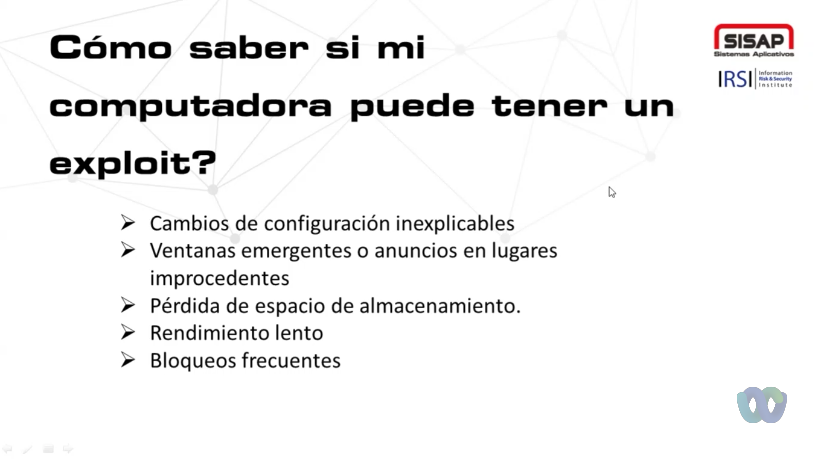 Cómo saber si mi
computadora puede tener un
exploit?
SISAP
Sistemas Aplicativos
IRSI Information
Risk & Security
Institute
➢ Cambios de configuración inexplicables
➢ Ventanas emergentes o anuncios en lugares
improcedentes
➢ Pérdida de espacio de almacenamiento.
➢ Rendimiento lento
➢ Bloqueos frecuentes